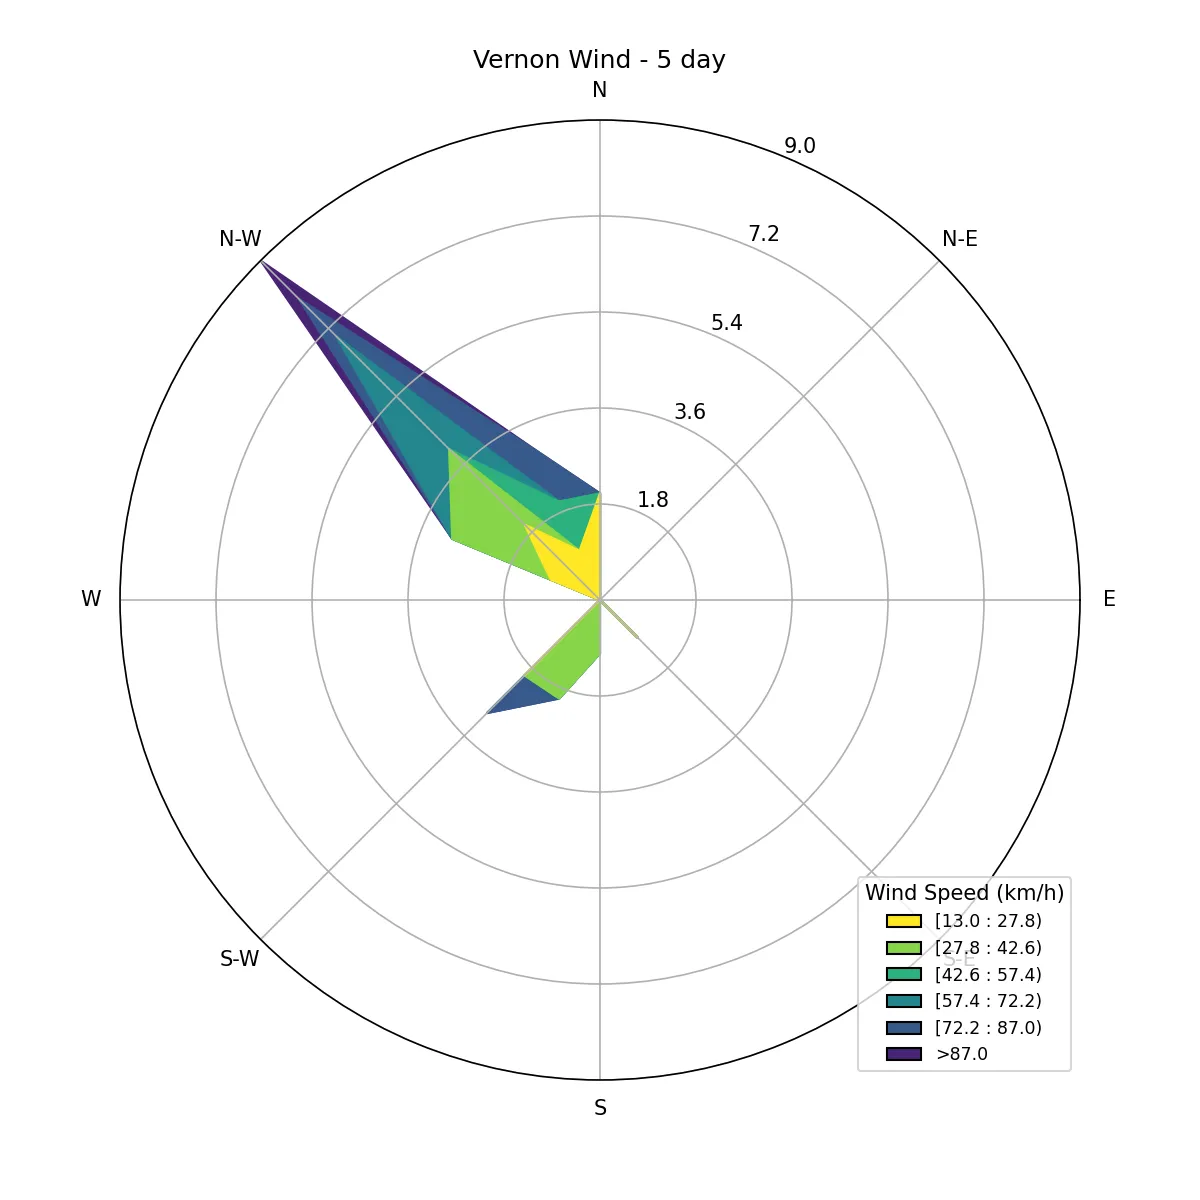 Vernon Wind - 5 day
N
9.0
N-W
N-E
7.2
5.4
3.6
1.8
W
E
S-W
S-E
Wind Speed (km/h)
[13.0 : 27.8)
[27.8 : 42.6)
[42.6 : 57.4)
[57.4 : 72.2)
[72.2 : 87.0)
>87.0
S